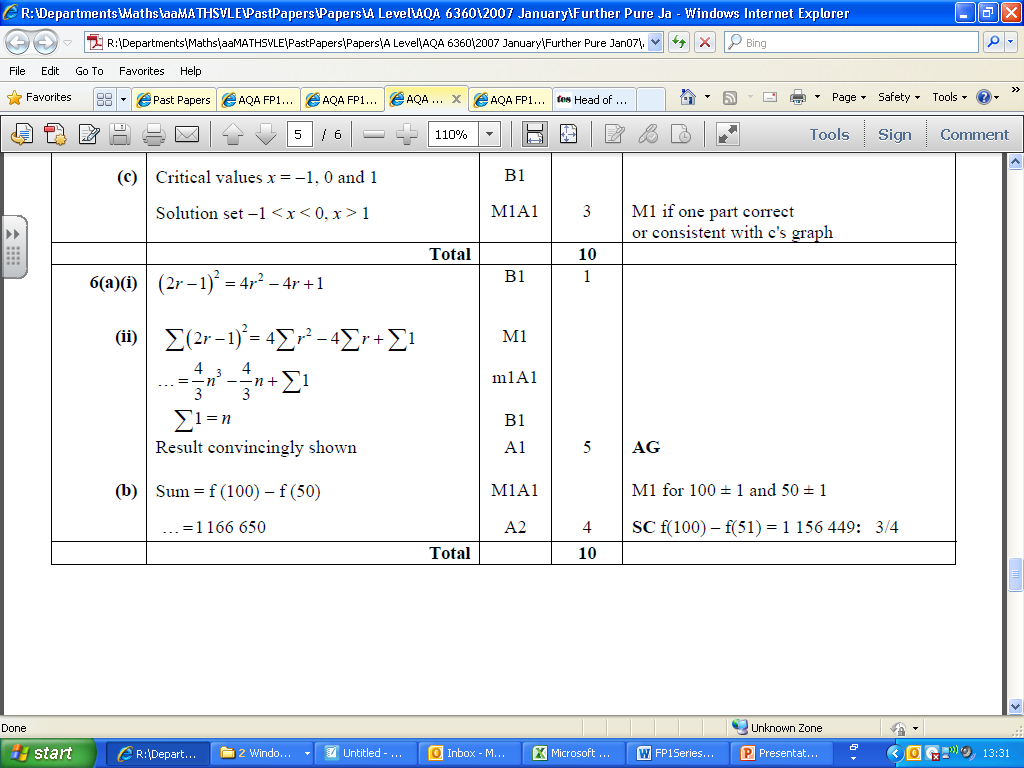 R:\Departments\Maths\aaMATHSVLE\PastPapers\Papers\A Level\AQA 6360\2007 January\Further Pure Ja - Windows Internet Explorer
R:\Departments\Maths\aaMATHSVLE\PastPapers\Papers\A Level\AQA 6360\2007 January\Further Pure Jan07\
Bing
File Edit Go To Favorites Help
Favorites Past Papers AQA FP1... AQA FP1... AQA ... X AQA FP1... tes Head of ... Page Safety Tools »
5 / 6 110% Tools Sign Comment
(c) Critical values x = –1, 0 and 1 B1
Solution set –1 < x < 0, x > 1 M1A1 3 M1 if one part correct
or consistent with c's graph
Total 10
6(a)(i) (2r – 1)² = 4r² – 4r + 1 B1 1
(ii) ∑(2r – 1)² = 4∑r² – 4∑r + ∑1 M1
... = 4/3 n³ – 4/3 n + ∑1 m1A1
∑1 = n B1
Result convincingly shown A1 5 AG
(b) Sum = f (100) – f (50) M1A1 M1 for 100 ± 1 and 50 ± 1
... = 1 166 650 A2 4 SC f(100) – f(51) = 1 156 449: 3/4
Total 10
Done Unknown Zone
start R:\Depart... 2 Windo... Untitled - ... Inbox - M... Microsoft ... FP1Series... Presentat... 13:31